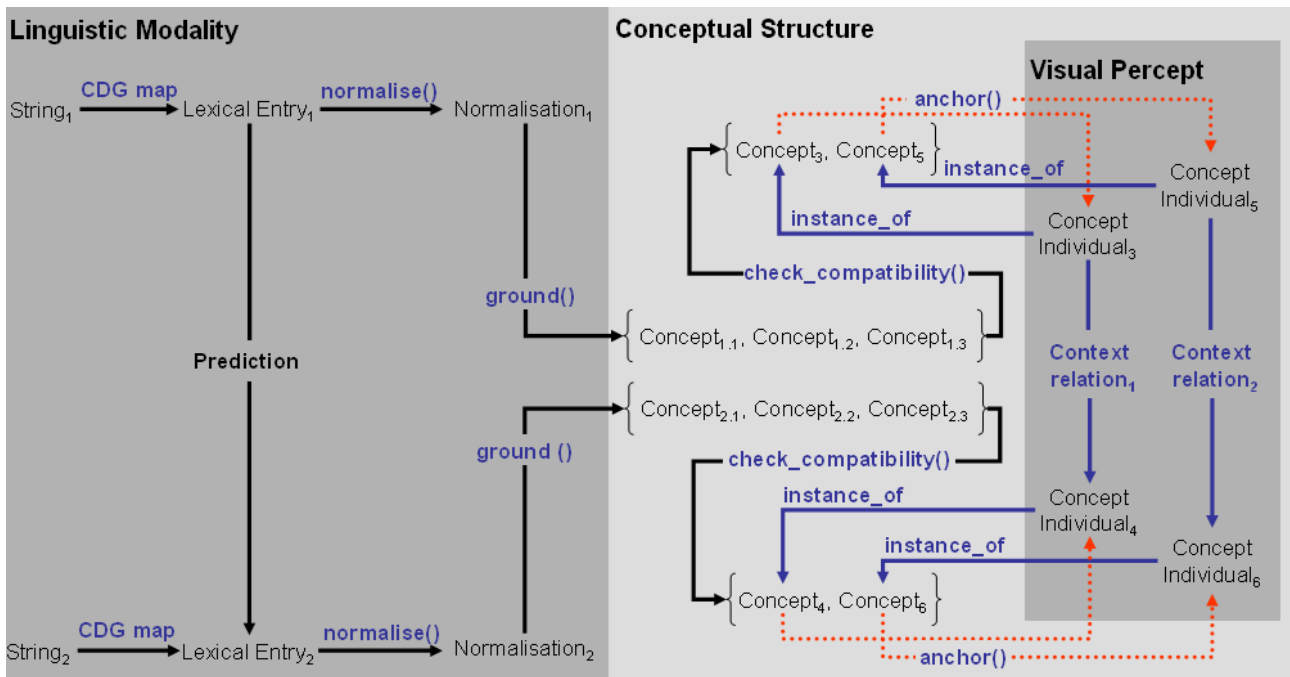 Linguistic Modality
Conceptual Structure
Visual Percept
CDG map
normalise()
anchor()
String₁
Lexical Entry₁
Normalisation₁
{ Concept₃, Concept₅ }
instance_of
Concept
Individual₅
instance_of
Concept
Individual₃
check_compatibility()
ground()
{ Concept₁.₁, Concept₁.₂, Concept₁.₃ }
Prediction
Context
relation₁
Context
relation₂
{ Concept₂.₁, Concept₂.₂, Concept₂.₃ }
ground ()
check_compatibility()
instance_of
Concept
Individual₄
instance_of
Concept
Individual₆
{ Concept₄, Concept₆ }
CDG map
normalise()
String₂
Lexical Entry₂
Normalisation₂
anchor()